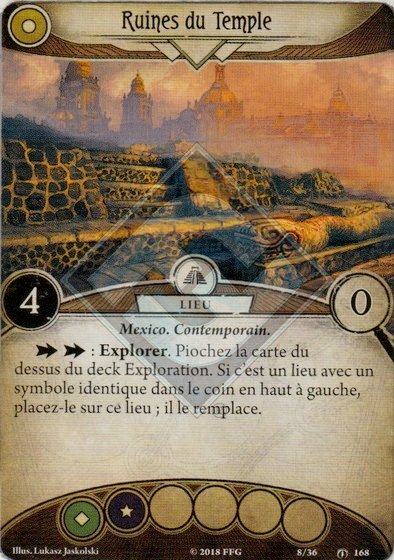 Ruines du Temple
4
LIEU
0
Mexico. Contemporain.
: Explorer. Piochez la carte du
dessus du deck Exploration. Si c'est un lieu avec un
symbole identique dans le coin en haut à gauche,
placez-le sur ce lieu ; il le remplace.
Illus. Lukasz Jaskolski © 2018 FFG 8/36 168